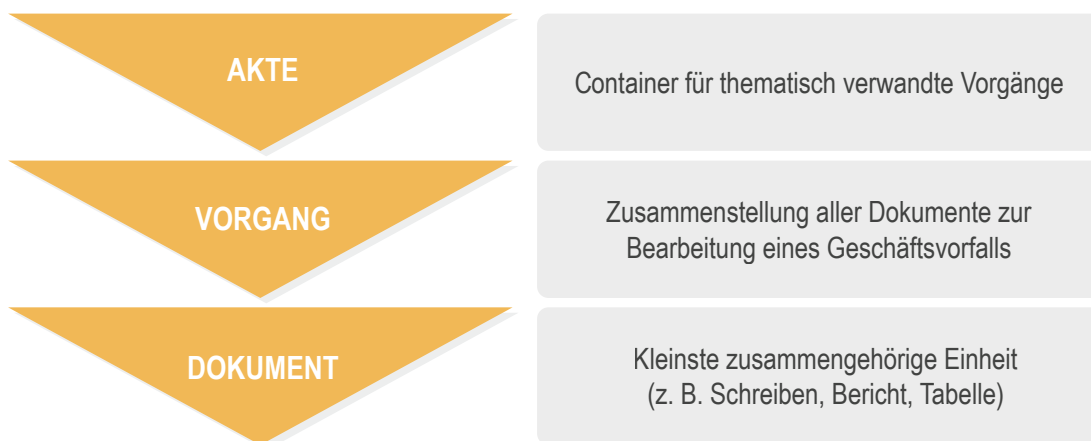 AKTE
Container für thematisch verwandte Vorgänge
VORGANG
Zusammenstellung aller Dokumente zur
Bearbeitung eines Geschäftsvorfalls
DOKUMENT
Kleinste zusammengehörige Einheit
(z. B. Schreiben, Bericht, Tabelle)